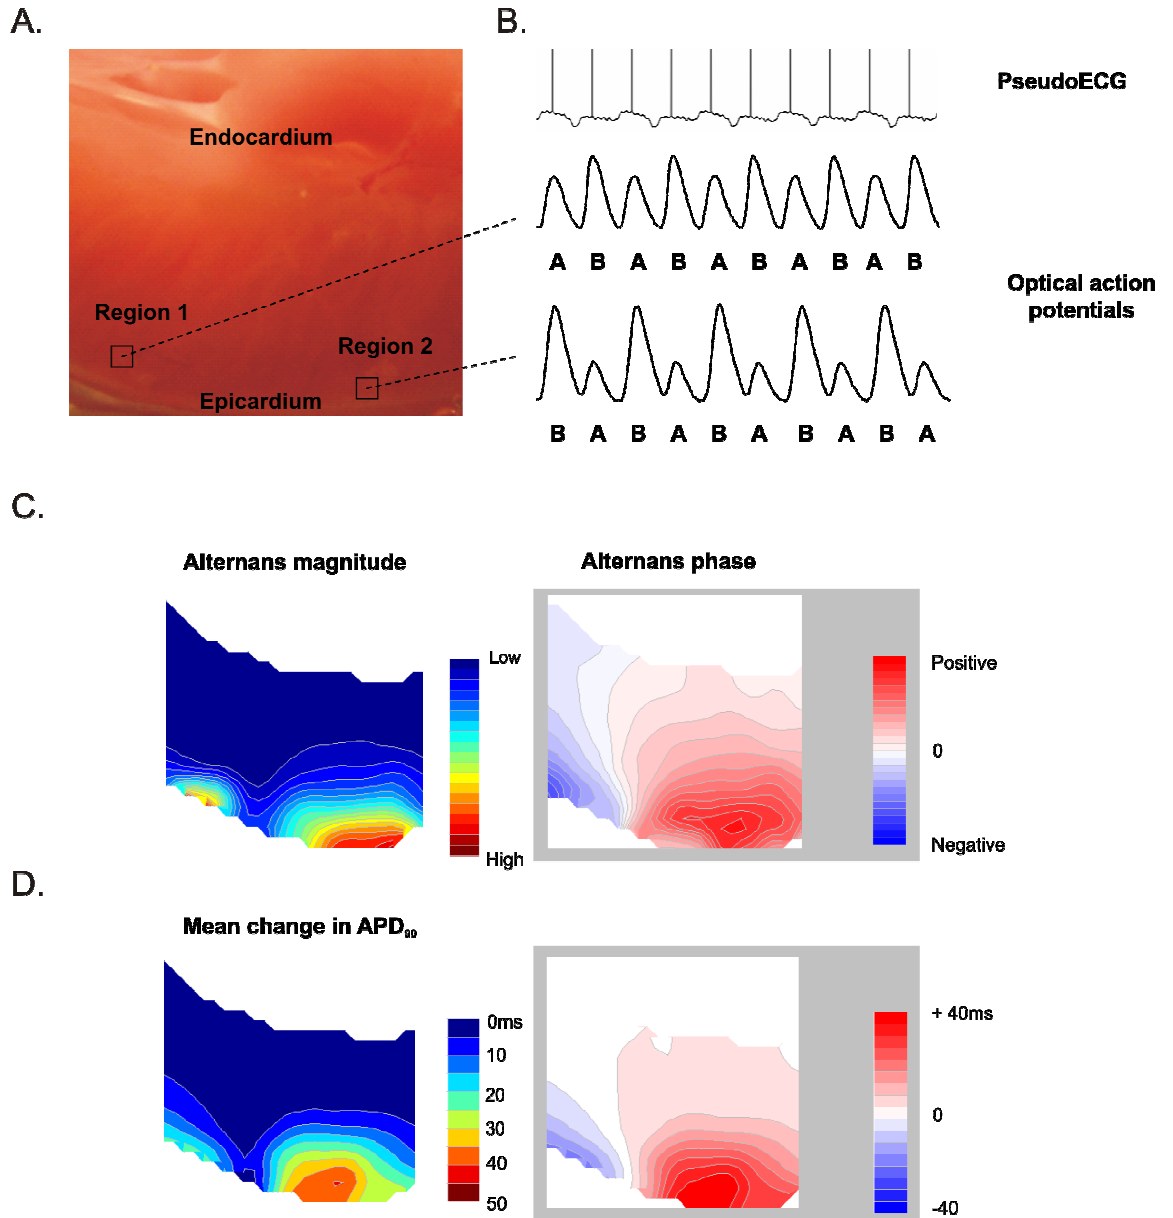 A.
B.
Endocardium
Region 1
Region 2
Epicardium
PseudoECG
A B A B A B A B A B
Optical action
potentials
B A B A B A B A B A
C.
Alternans magnitude
Alternans phase
Low
High
Positive
0
Negative
D.
Mean change in APD₉₀
0ms
10
20
30
40
50
+ 40ms
0
-40